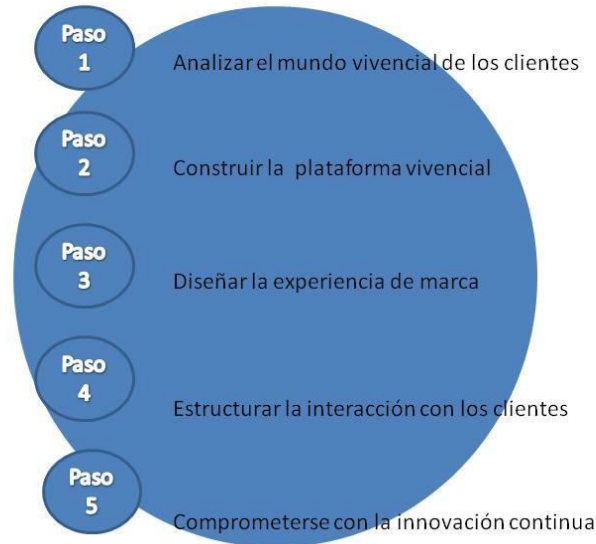 Paso
1
Analizar el mundo vivencial de los clientes
Paso
2
Construir la plataforma vivencial
Paso
3
Diseñar la experiencia de marca
Paso
4
Estructurar la interacción con los clientes
Paso
5
Comprometerse con la innovación continua